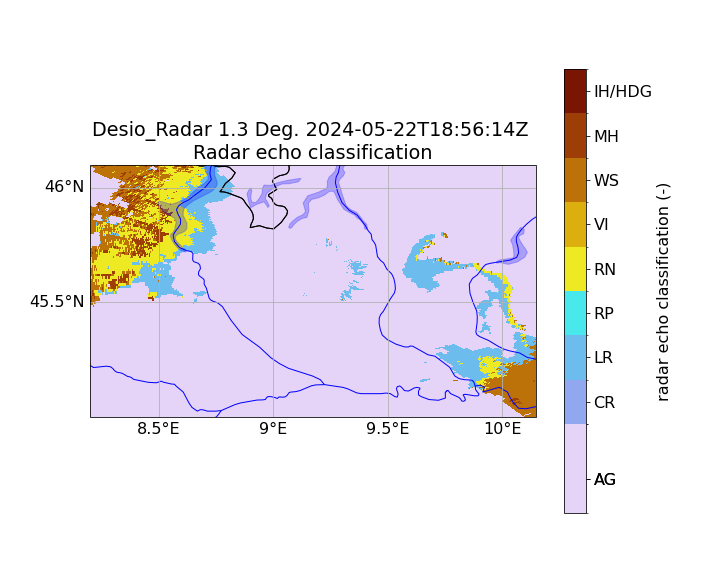 Desio_Radar 1.3 Deg. 2024-05-22T18:56:14Z
Radar echo classification
46°N
45.5°N
8.5°E
9°E
9.5°E
10°E
IH/HDG
MH
WS
VI
RN
RP
LR
CR
AG
radar echo classification (-)